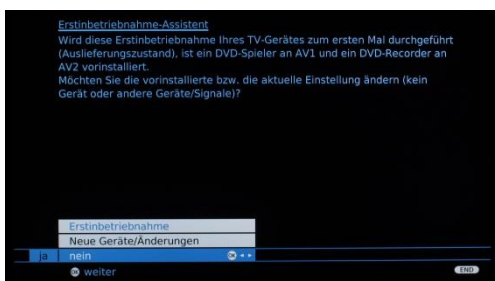 Erstinbetriebnahme-Assistent
Wird diese Erstinbetriebnahme Ihres TV-Gerätes zum ersten Mal durchgeführt
(Auslieferungszustand), ist ein DVD-Spieler an AV1 und ein DVD-Recorder an
AV2 vorinstalliert.
Möchten Sie die vorinstallierte bzw. die aktuelle Einstellung ändern (kein
Gerät oder andere Geräte/Signale)?
Erstinbetriebnahme
Neue Geräte/Änderungen
ja nein OK
OK weiter END